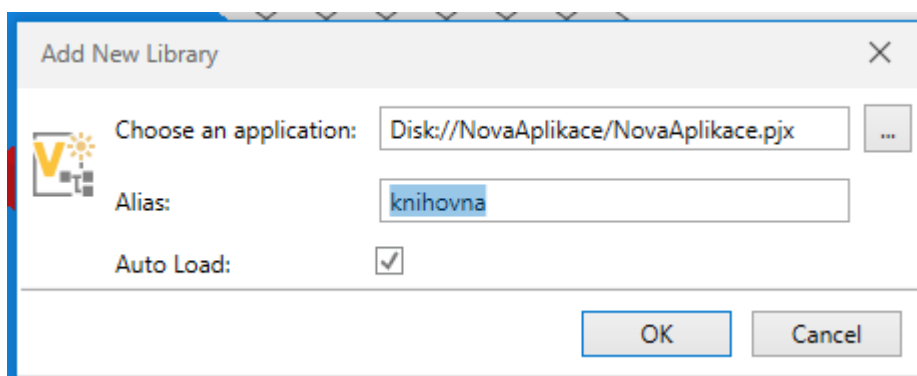 Add New Library
Choose an application: Disk://NovaAplikace/NovaAplikace.pjx ...
Alias: knihovna
Auto Load:
OK Cancel